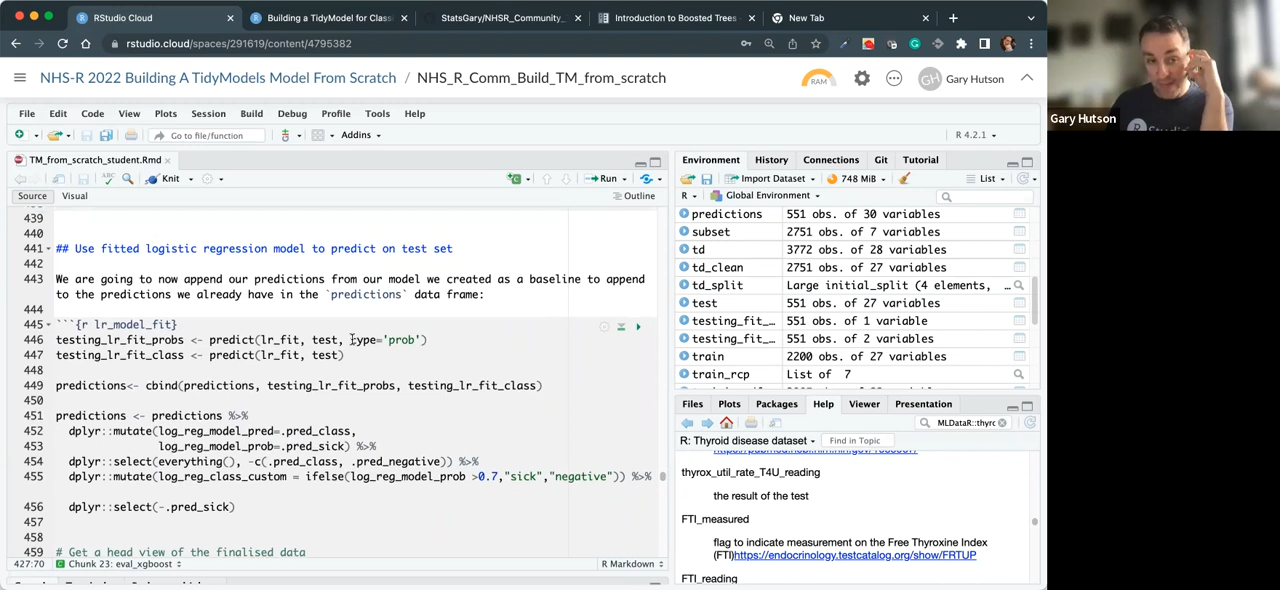 RStudio Cloud
Building a TidyModel for Class
StatsGary/NHSR_Community_
Introduction to Boosted Trees
New Tab
rstudio.cloud/spaces/291619/content/4795382
NHS-R 2022 Building A TidyModels Model From Scratch / NHS_R_Comm_Build_TM_from_scratch
RAM
GH Gary Hutson
Gary Hutson
File Edit Code View Plots Session Build Debug Profile Tools Help
Go to file/function
Addins
R 4.2.1
TM_from_scratch_student.Rmd
Knit
Run
Source Visual
Outline
439
440
441 ## Use fitted logistic regression model to predict on test set
442
443 We are going to now append our predictions from our model we created as a baseline to append
to the predictions we already have in the `predictions` data frame:
444
445 ```{r lr_model_fit}
446 testing_lr_fit_probs <- predict(lr_fit, test, type='prob')
447 testing_lr_fit_class <- predict(lr_fit, test)
448
449 predictions<- cbind(predictions, testing_lr_fit_probs, testing_lr_fit_class)
450
451 predictions <- predictions %>%
452 dplyr::mutate(log_reg_model_pred=.pred_class,
453 log_reg_model_prob=.pred_sick) %>%
454 dplyr::select(everything(), -c(.pred_class, .pred_negative)) %>%
455 dplyr::mutate(log_reg_class_custom = ifelse(log_reg_model_prob >0.7,"sick","negative")) %>%
456 dplyr::select(-.pred_sick)
457
458
459 # Get a head view of the finalised data
427:70 Chunk 23: eval_xgboost
R Markdown
Environment History Connections Git Tutorial
Import Dataset 748 MiB List
R Global Environment
predictions 551 obs. of 30 variables
subset 2751 obs. of 7 variables
td 3772 obs. of 28 variables
td_clean 2751 obs. of 27 variables
td_split Large initial_split (4 elements, …
test 551 obs. of 27 variables
testing_fit_… 551 obs. of 1 variable
testing_fit_… 551 obs. of 2 variables
train 2200 obs. of 27 variables
train_rcp List of 7
Files Plots Packages Help Viewer Presentation
MLDataR::thyrc
R: Thyroid disease dataset
Find in Topic
thyrox_util_rate_T4U_reading
the result of the test
FTI_measured
flag to indicate measurement on the Free Thyroxine Index
(FTI)https://endocrinology.testcatalog.org/show/FRTUP
FTI_reading